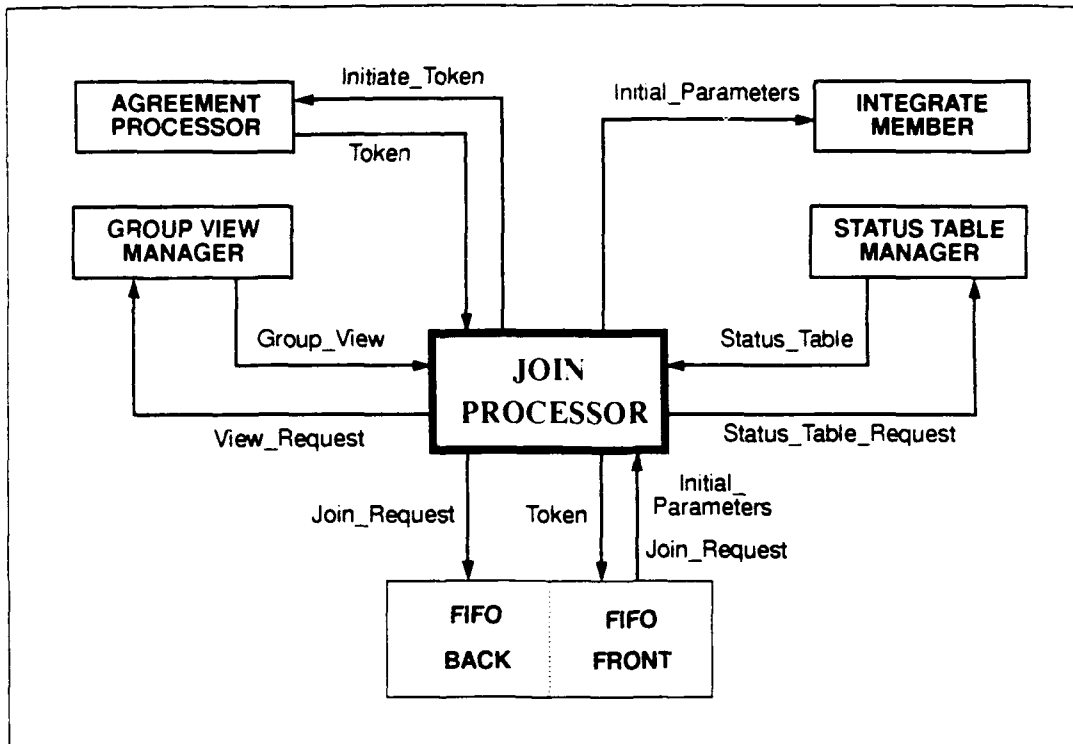 Initiate_Token
AGREEMENT
PROCESSOR
Token
Initial_Parameters
INTEGRATE
MEMBER
GROUP VIEW
MANAGER
STATUS TABLE
MANAGER
Group_View
Status_Table
JOIN
PROCESSOR
View_Request
Status_Table_Request
Join_Request
Token
Initial_
Parameters
Join_Request
FIFO
BACK
FIFO
FRONT